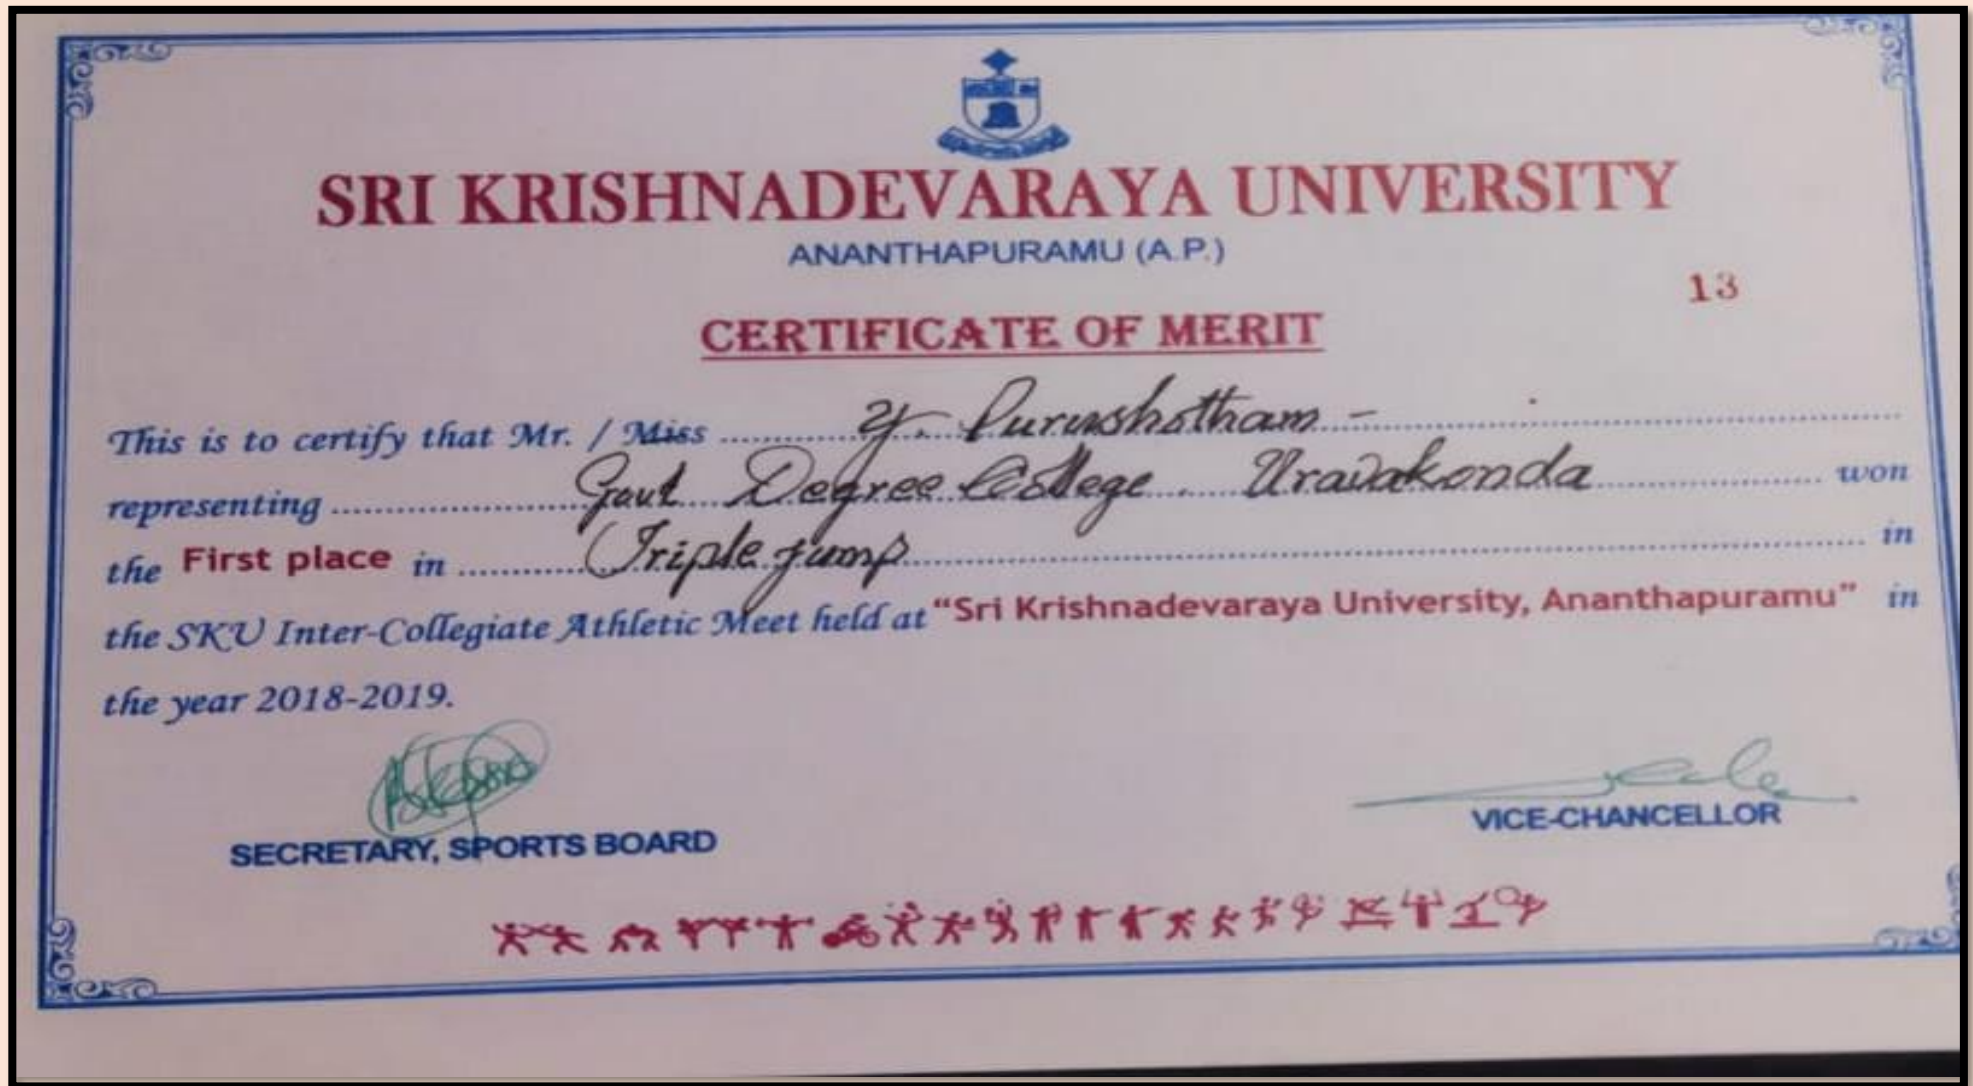 SRI KRISHNADEVARAYA UNIVERSITY
ANANTHAPURAMU (A.P.)
13
CERTIFICATE OF MERIT
This is to certify that Mr. / Miss Y. Purushotham -
representing Govt Degree College. Uravakonda won
the First place in Triple jump in
the SKU Inter-Collegiate Athletic Meet held at “Sri Krishnadevaraya University, Ananthapuramu” in
the year 2018-2019.
SECRETARY, SPORTS BOARD
VICE-CHANCELLOR